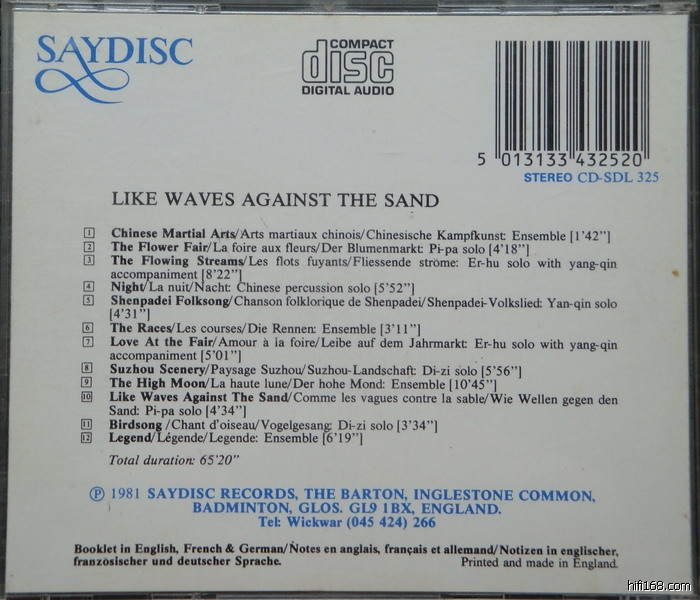 SAYDISC
COMPACT
disc
DIGITAL AUDIO
5 013133 432520
STEREO CD-SDL 325
LIKE WAVES AGAINST THE SAND
1 Chinese Martial Arts/Arts martiaux chinois/Chinesische Kampfkunst: Ensemble [1'42"]
2 The Flower Fair/La foire aux fleurs/Der Blumenmarkt: Pi-pa solo [4'18"]
3 The Flowing Streams/Les flots fuyants/Fliessende ströme: Er-hu solo with yang-qin
accompaniment [8'22"]
4 Night/La nuit/Nacht: Chinese percussion solo [5'52"]
5 Shenpadei Folksong/Chanson folklorique de Shenpadei/Shenpadei-Volkslied: Yan-qin solo
[4'31"]
6 The Races/Les courses/Die Rennen: Ensemble [3'11"]
7 Love At the Fair/Amour à la foire/Leibe auf dem Jahrmarkt: Er-hu solo with yang-qin
accompaniment [5'01"]
8 Suzhou Scenery/Paysage Suzhou/Suzhou-Landschaft: Di-zi solo [5'56"]
9 The High Moon/La haute lune/Der hohe Mond: Ensemble [10'45"]
10 Like Waves Against The Sand/Comme les vagues contre la sable/Wie Wellen gegen den
Sand: Pi-pa solo [4'34"]
11 Birdsong/Chant d'oiseau/Vogelgesang: Di-zi solo [3'34"]
12 Legend/Légende/Legende: Ensemble [6'19"]
Total duration: 65'20"
Ⓟ 1981 SAYDISC RECORDS, THE BARTON, INGLESTONE COMMON,
BADMINTON, GLOS. GL9 1BX, ENGLAND.
Tel: Wickwar (045 424) 266
Booklet in English, French & German/Notes en anglais, français et allemand/Notizen in englischer,
französischer und deutscher Sprache.
Printed and made in England.
hifi168.com